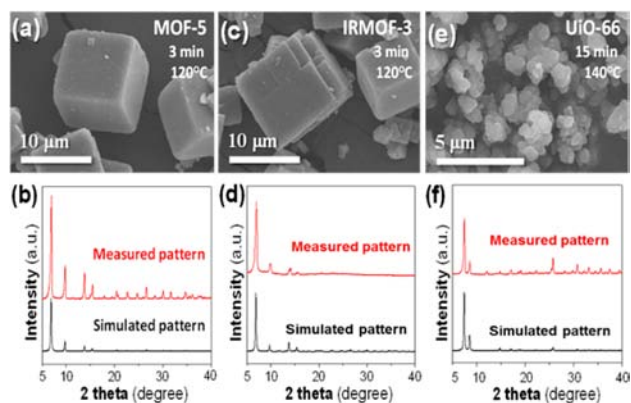 (a) MOF-5
3 min
120°C
10 µm
(c) IRMOF-3
3 min
120°C
10 µm
(e) UiO-66
15 min
140°C
5 µm
(b)
Measured pattern
Simulated pattern
Intensity (a.u.)
5 10 20 30 40
2 theta (degree)
(d)
Measured pattern
Simulated pattern
Intensity (a.u.)
5 10 20 30 40
2 theta (degree)
(f)
Measured pattern
Simulated pattern
Intensity (a.u.)
5 10 20 30 40
2 theta (degree)